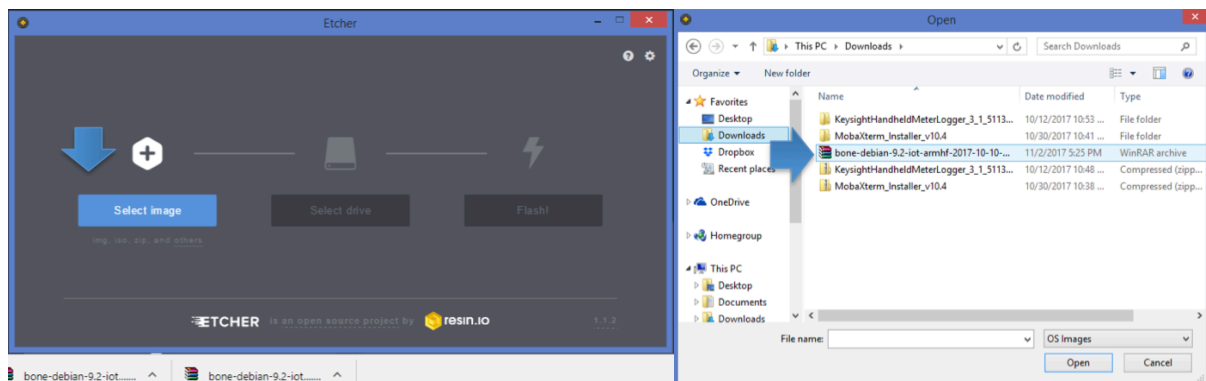 Etcher
Select image
Select drive
Flash!
img, iso, zip, and others
ETCHER is an open source project by resin.io
1.1.2
bone-debian-9.2-iot......
bone-debian-9.2-iot......
Open
This PC Downloads
Search Downloads
Organize New folder
Name Date modified Type
Favorites
Desktop
Downloads
Dropbox
Recent places
OneDrive
Homegroup
This PC
Desktop
Documents
Downloads
KeysightHandheldMeterLogger_3_1_5113... 10/12/2017 10:53 ... File folder
MobaXterm_Installer_v10.4 10/30/2017 10:41 ... File folder
bone-debian-9.2-iot-armhf-2017-10-10-... 11/2/2017 5:25 PM WinRAR archive
KeysightHandheldMeterLogger_3_1_5113... 10/12/2017 10:48 ... Compressed (zipp...
MobaXterm_Installer_v10.4 10/30/2017 10:38 ... Compressed (zipp...
File name: OS Images
Open Cancel